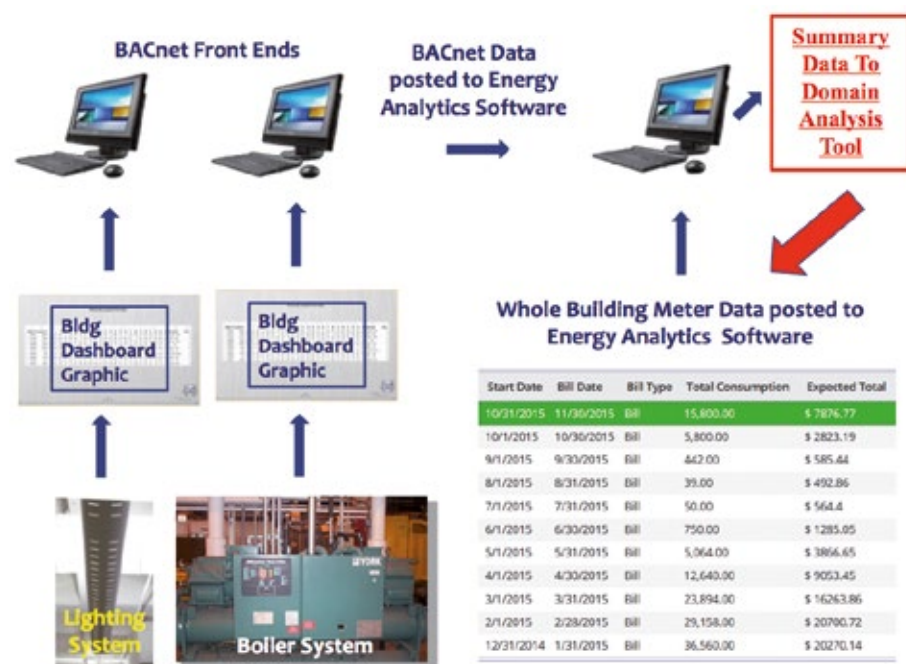 BACnet Front Ends
BACnet Data
posted to Energy
Analytics Software
Summary
Data To
Domain
Analysis
Tool
Bldg
Dashboard
Graphic
Bldg
Dashboard
Graphic
Whole Building Meter Data posted to
Energy Analytics Software
Start Date Bill Date Bill Type Total Consumption Expected Total
10/31/2015 11/30/2015 Bill 15,800.00 $ 7876.77
10/1/2015 10/30/2015 Bill 5,800.00 $ 2823.19
9/1/2015 9/30/2015 Bill 442.00 $ 585.44
8/1/2015 8/31/2015 Bill 39.00 $ 492.86
7/1/2015 7/31/2015 Bill 50.00 $ 564.4
6/1/2015 6/30/2015 Bill 750.00 $ 1285.05
5/1/2015 5/31/2015 Bill 5,064.00 $ 3866.65
4/1/2015 4/30/2015 Bill 12,640.00 $ 9053.45
3/1/2015 3/31/2015 Bill 23,894.00 $ 16263.86
2/1/2015 2/28/2015 Bill 29,158.00 $ 20700.72
12/31/2014 1/31/2015 Bill 36,560.00 $ 20270.14
Lighting
System
YORK
Boiler System